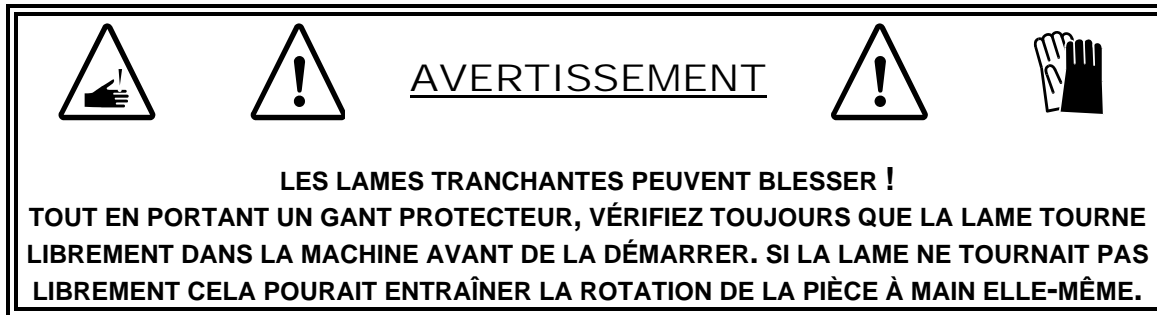 AVERTISSEMENT
LES LAMES TRANCHANTES PEUVENT BLESSER !
TOUT EN PORTANT UN GANT PROTECTEUR, VÉRIFIEZ TOUJOURS QUE LA LAME TOURNE
LIBREMENT DANS LA MACHINE AVANT DE LA DÉMARRER. SI LA LAME NE TOURNAIT PAS
LIBREMENT CELA POURAIT ENTRAÎNER LA ROTATION DE LA PIÈCE À MAIN ELLE-MÊME.